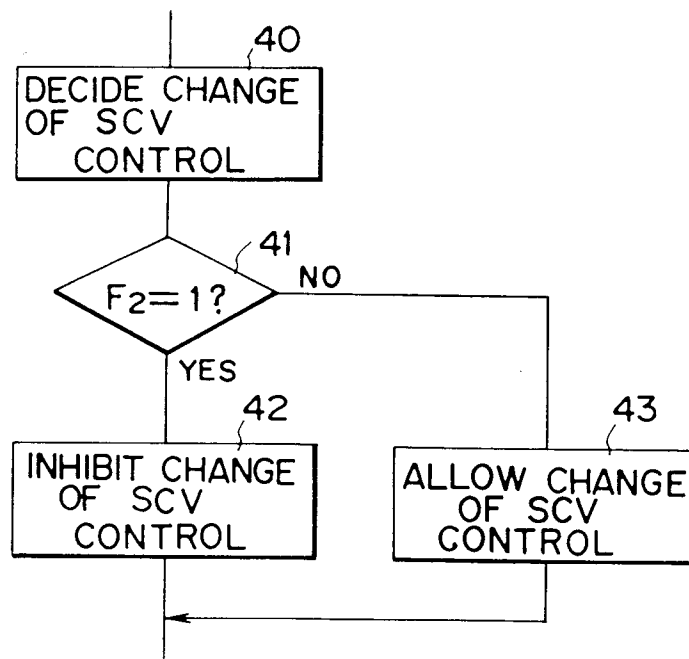 40
DECIDE CHANGE
OF SCV
CONTROL
41
F2=1?
NO
YES
42
INHIBIT CHANGE
OF SCV
CONTROL
43
ALLOW CHANGE
OF SCV
CONTROL